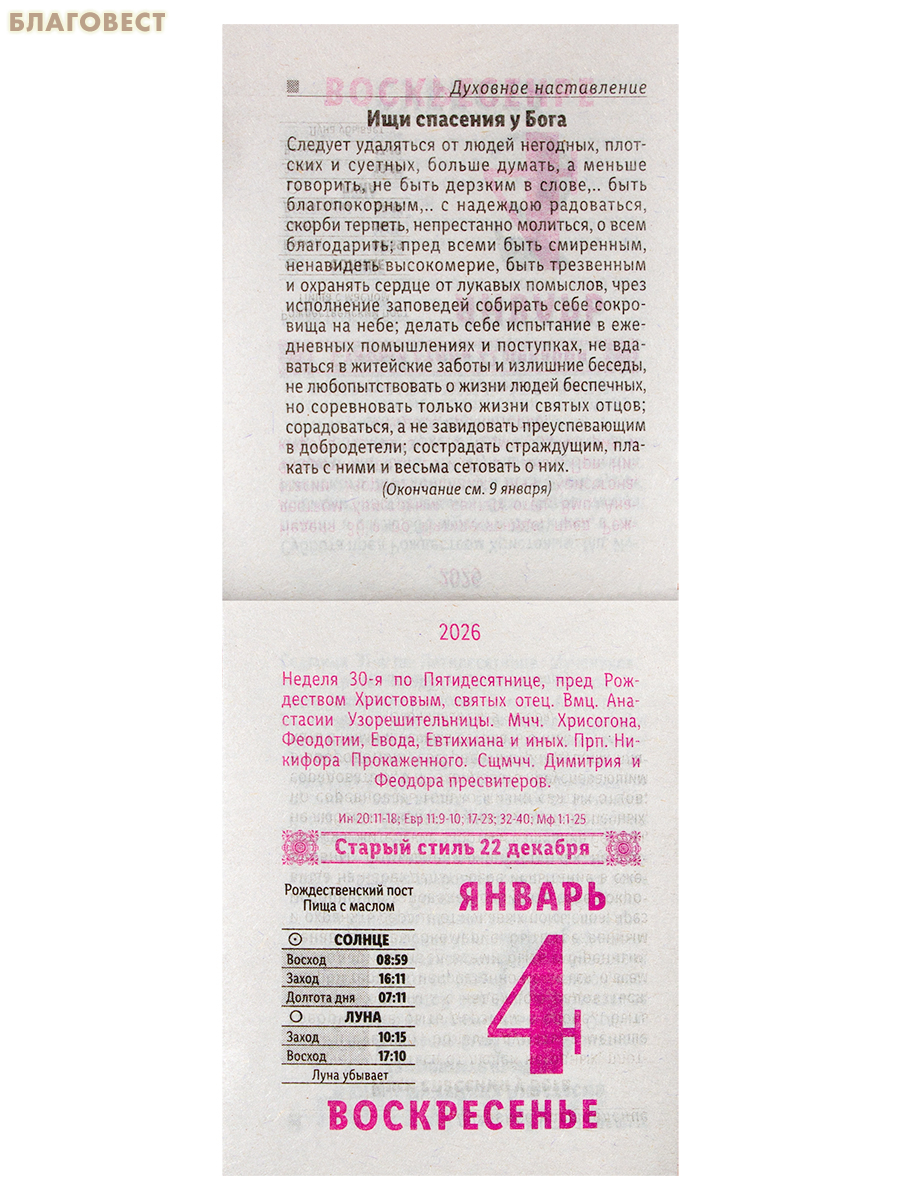 БЛАГОВЕСТ
Духовное наставление
Ищи спасения у Бога
Следует удаляться от людей негодных, плот-
ских и суетных, больше думать, а меньше
говорить, не быть дерзким в слове,.. быть
благопокорным,.. с надеждою радоваться,
скорби терпеть, непрестанно молиться, о всем
благодарить; пред всеми быть смиренным,
ненавидеть высокомерие, быть трезвенным
и охранять сердце от лукавых помыслов, чрез
исполнение заповедей собирать себе сокро-
вища на небе; делать себе испытание в еже-
дневных помышлениях и поступках, не вда-
ваться в житейские заботы и излишние беседы,
не любопытствовать о жизни людей беспечных,
но соревновать только жизни святых отцов;
сорадоваться, а не завидовать преуспевающим
в добродетели; сострадать страждущим, пла-
кать с ними и весьма сетовать о них.
(Окончание см. 9 января)
2026
Неделя 30-я по Пятидесятнице, пред Рож-
деством Христовым, святых отец. Вмц. Ана-
стасии Узорешительницы. Мчч. Хрисогона,
Феодотии, Евода, Евтихиана и иных. Прп. Ни-
кифора Прокаженного. Сщмчч. Димитрия и
Феодора пресвитеров.
Ин 20:11-18; Евр 11:9-10; 17-23; 32-40; Мф 1:1-25
Старый стиль 22 декабря
Рождественский пост
Пища с маслом
ЯНВАРЬ
4
СОЛНЦЕ
Восход 08:59
Заход 16:11
Долгота дня 07:11
ЛУНА
Заход 10:15
Восход 17:10
Луна убывает
ВОСКРЕСЕНЬЕ